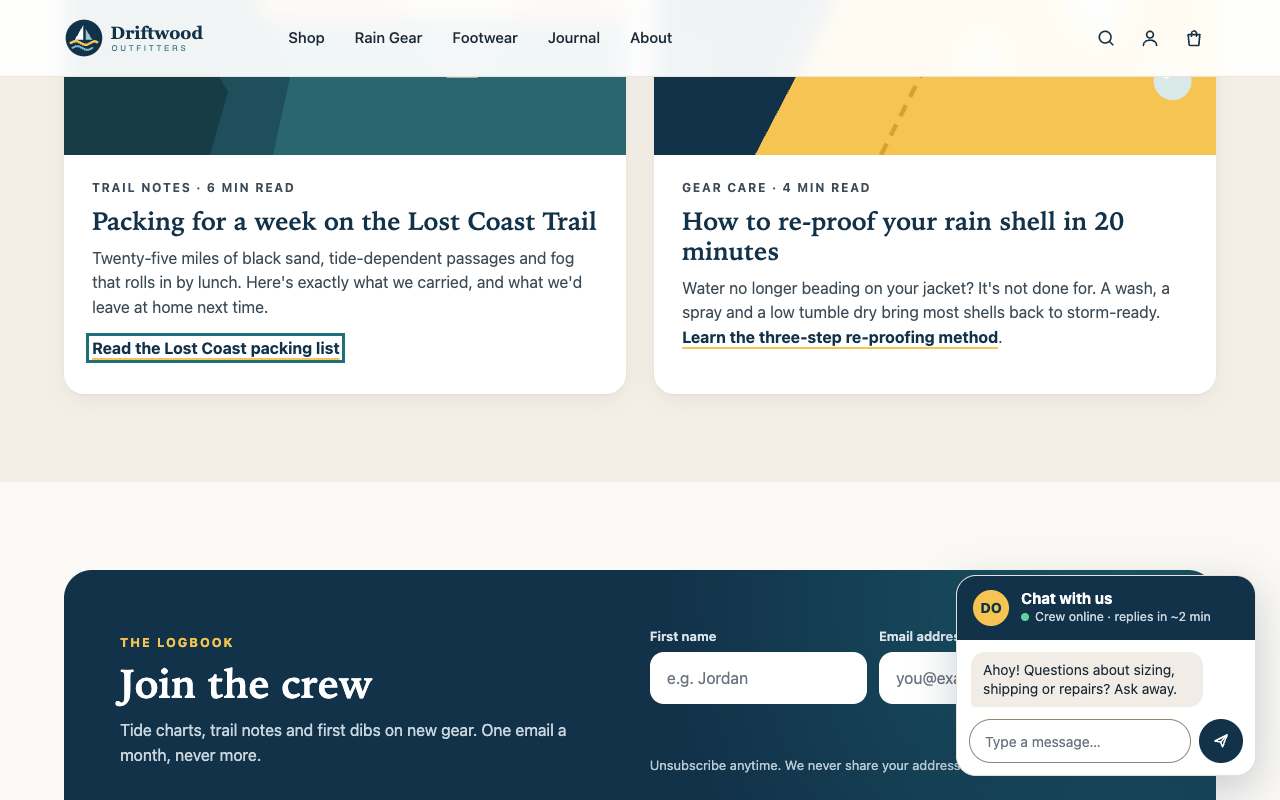 Driftwood
OUTFITTERS
Shop
Rain Gear
Footwear
Journal
About
TRAIL NOTES · 6 MIN READ
Packing for a week on the Lost Coast Trail
Twenty-five miles of black sand, tide-dependent passages and fog
that rolls in by lunch. Here's exactly what we carried, and what we'd
leave at home next time.
Read the Lost Coast packing list
GEAR CARE · 4 MIN READ
How to re-proof your rain shell in 20
minutes
Water no longer beading on your jacket? It's not done for. A wash, a
spray and a low tumble dry bring most shells back to storm-ready.
Learn the three-step re-proofing method.
THE LOGBOOK
Join the crew
Tide charts, trail notes and first dibs on new gear. One email a
month, never more.
First name
e.g. Jordan
Email
Unsubscribe anytime. We never share your address
DO
Chat with us
Crew online · replies in ~2 min
Ahoy! Questions about sizing,
shipping or repairs? Ask away.
Type a message...